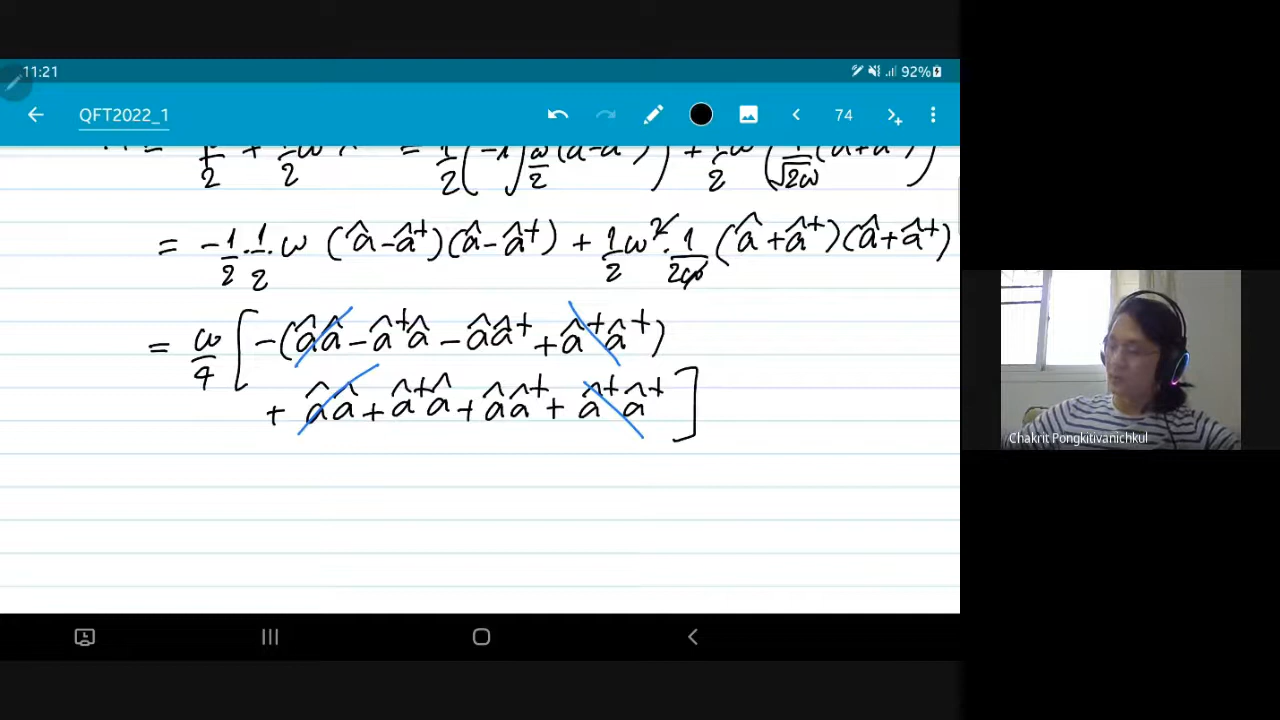 11:21 92%
QFT2022_1 74
= -1/2 · 1/2 ω (â-â†)(â-â†) + 1/2 ω² · 1/2ω (â+â†)(â+â†)
= ω/4 [ -(ââ - â†â - ââ† + â†â†)
+ ââ + â†â + ââ† + â†â† ]
Chakrit Pongkitivanichkul